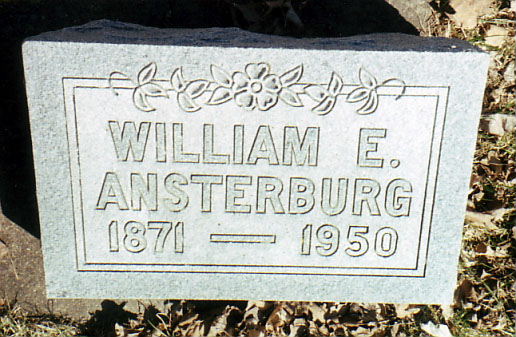 WILLIAM E.
ANSTERBURG
1871 — 1950